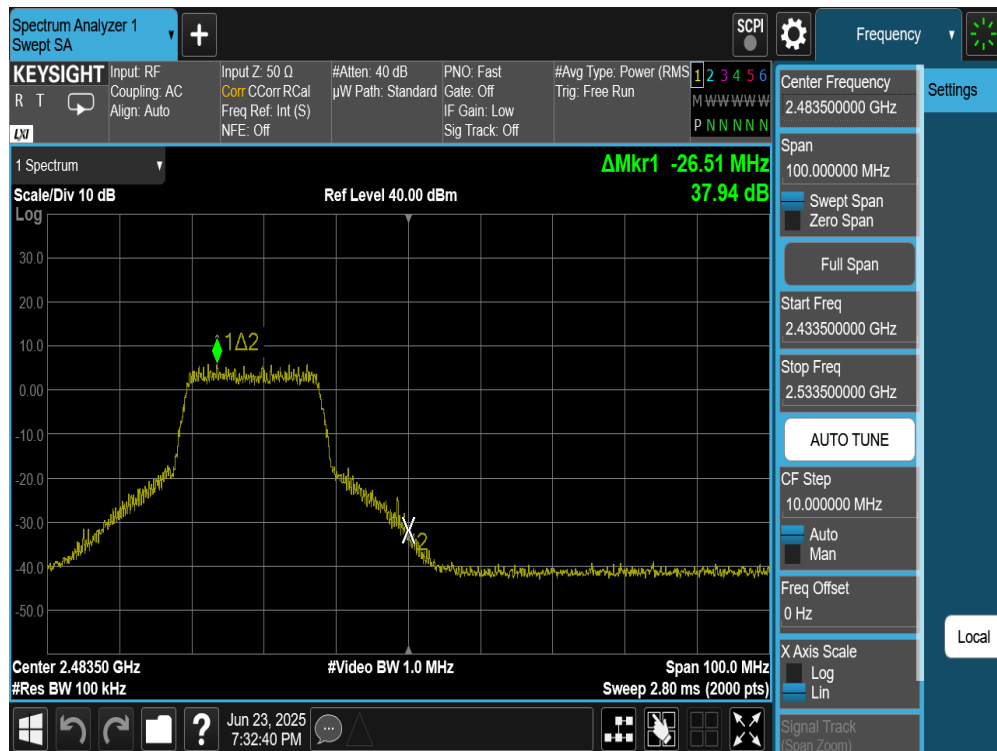 Spectrum Analyzer 1
Swept SA
+
SCPI
Frequency
KEYSIGHT
R T
LXI
Input: RF
Coupling: AC
Align: Auto
Input Z: 50 Ω
Corr CCorr RCal
Freq Ref: Int (S)
NFE: Off
#Atten: 40 dB
µW Path: Standard
PNO: Fast
Gate: Off
IF Gain: Low
Sig Track: Off
#Avg Type: Power (RMS
Trig: Free Run
1 2 3 4 5 6
M W W W W W
P N N N N N
1 Spectrum
ΔMkr1 -26.51 MHz
37.94 dB
Scale/Div 10 dB
Ref Level 40.00 dBm
Log
30.0
20.0
10.0
0.00
-10.0
-20.0
-30.0
-40.0
-50.0
1Δ2
2
Center 2.48350 GHz
#Video BW 1.0 MHz
Span 100.0 MHz
#Res BW 100 kHz
Sweep 2.80 ms (2000 pts)
?
Jun 23, 2025
7:32:40 PM
Center Frequency
2.483500000 GHz
Span
100.000000 MHz
Swept Span
Zero Span
Full Span
Start Freq
2.433500000 GHz
Stop Freq
2.533500000 GHz
AUTO TUNE
CF Step
10.000000 MHz
Auto
Man
Freq Offset
0 Hz
X Axis Scale
Log
Lin
Signal Track
(Span Zoom)
Settings
Local